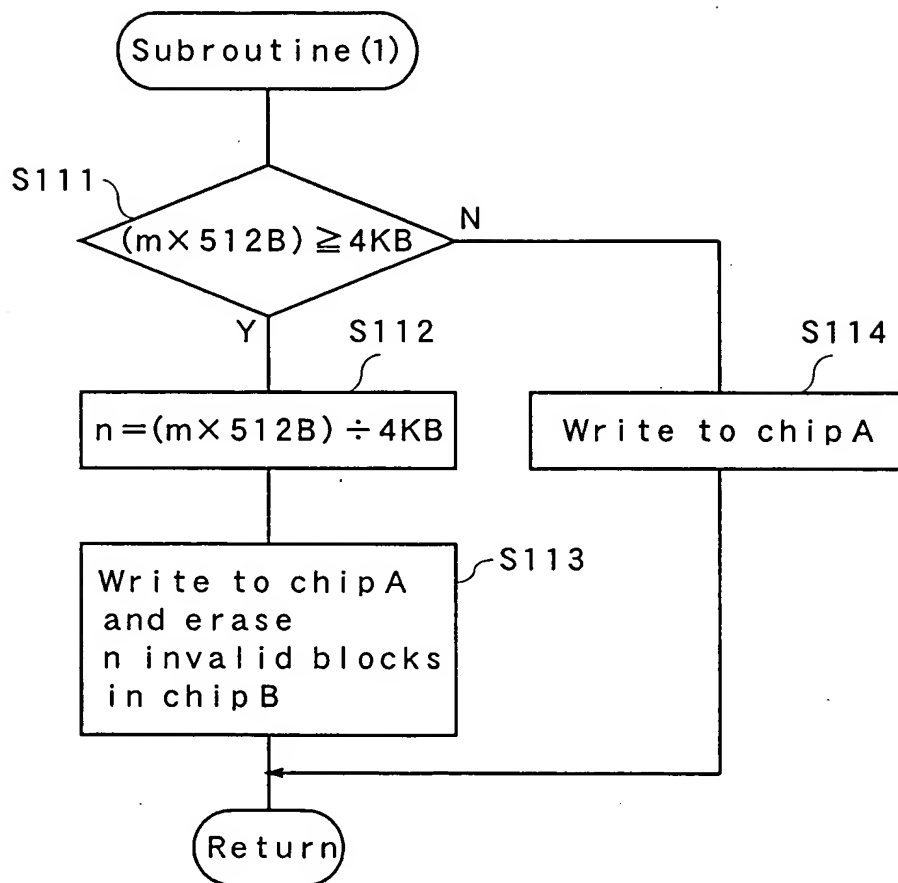 Subroutine(1)
S111
(m×512B)≧4KB
N
Y
S112
n=(m×512B)÷4KB
S114
Write to chipA
S113
Write to chipA
and erase
n invalid blocks
in chipB
Return